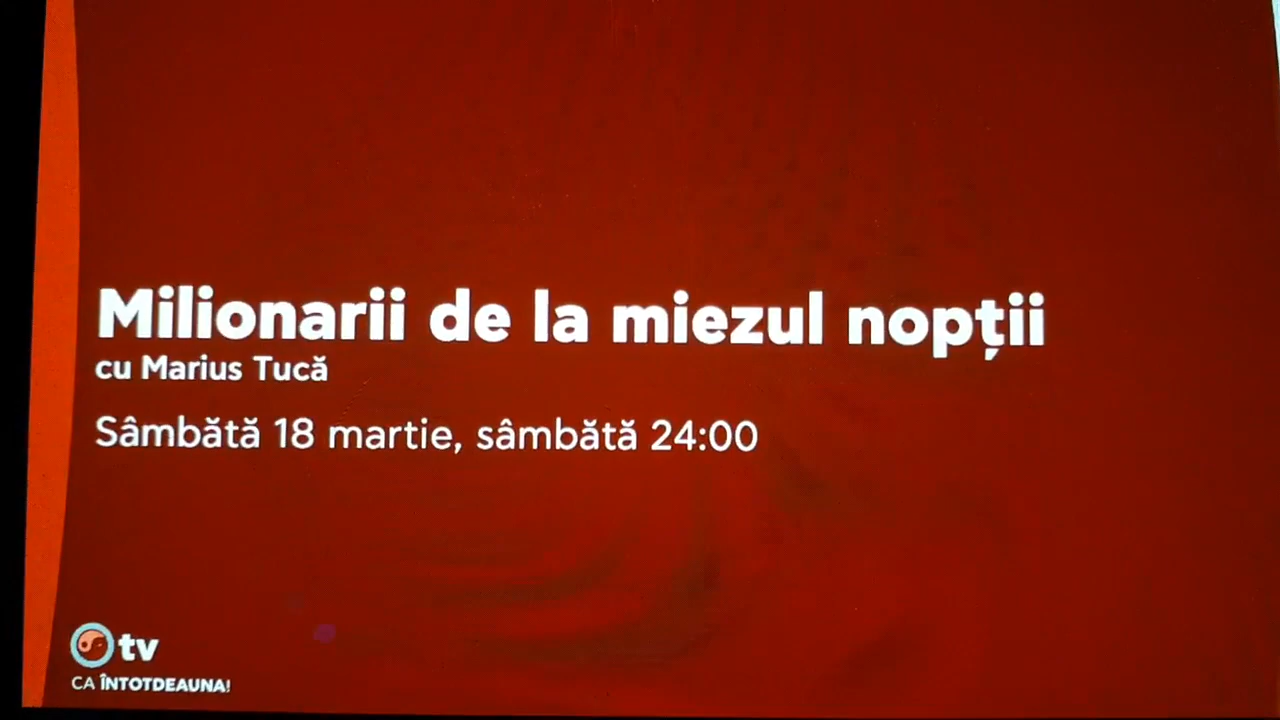 Milionarii de la miezul nopții
cu Marius Tucă
Sâmbătă 18 martie, sâmbătă 24:00
tv
CA ÎNTOTDEAUNA!